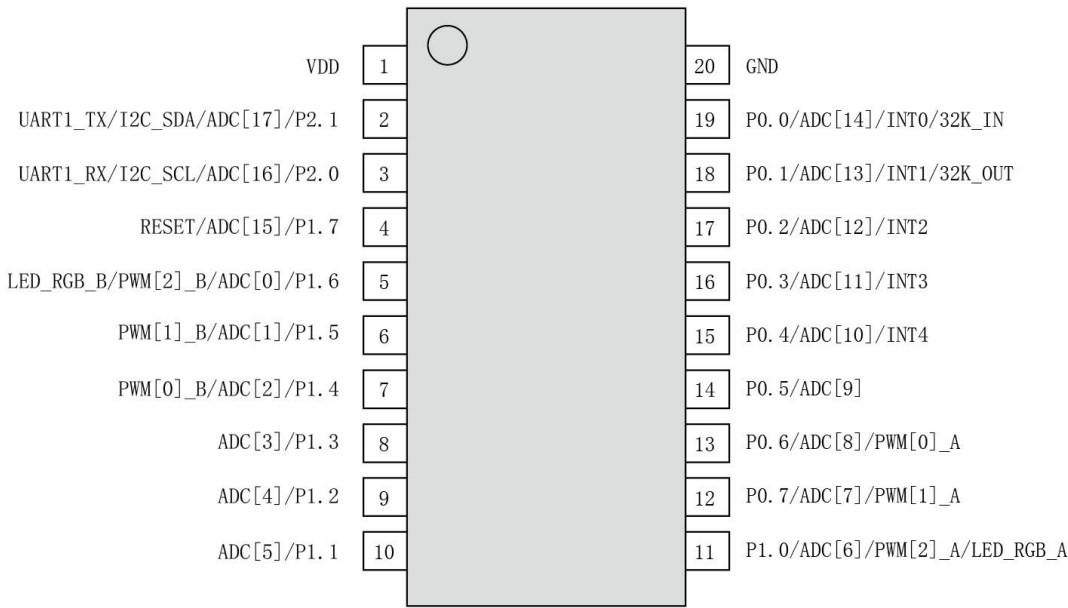 VDD 1 20 GND
UART1_TX/I2C_SDA/ADC[17]/P2.1 2 19 P0.0/ADC[14]/INT0/32K_IN
UART1_RX/I2C_SCL/ADC[16]/P2.0 3 18 P0.1/ADC[13]/INT1/32K_OUT
RESET/ADC[15]/P1.7 4 17 P0.2/ADC[12]/INT2
LED_RGB_B/PWM[2]_B/ADC[0]/P1.6 5 16 P0.3/ADC[11]/INT3
PWM[1]_B/ADC[1]/P1.5 6 15 P0.4/ADC[10]/INT4
PWM[0]_B/ADC[2]/P1.4 7 14 P0.5/ADC[9]
ADC[3]/P1.3 8 13 P0.6/ADC[8]/PWM[0]_A
ADC[4]/P1.2 9 12 P0.7/ADC[7]/PWM[1]_A
ADC[5]/P1.1 10 11 P1.0/ADC[6]/PWM[2]_A/LED_RGB_A